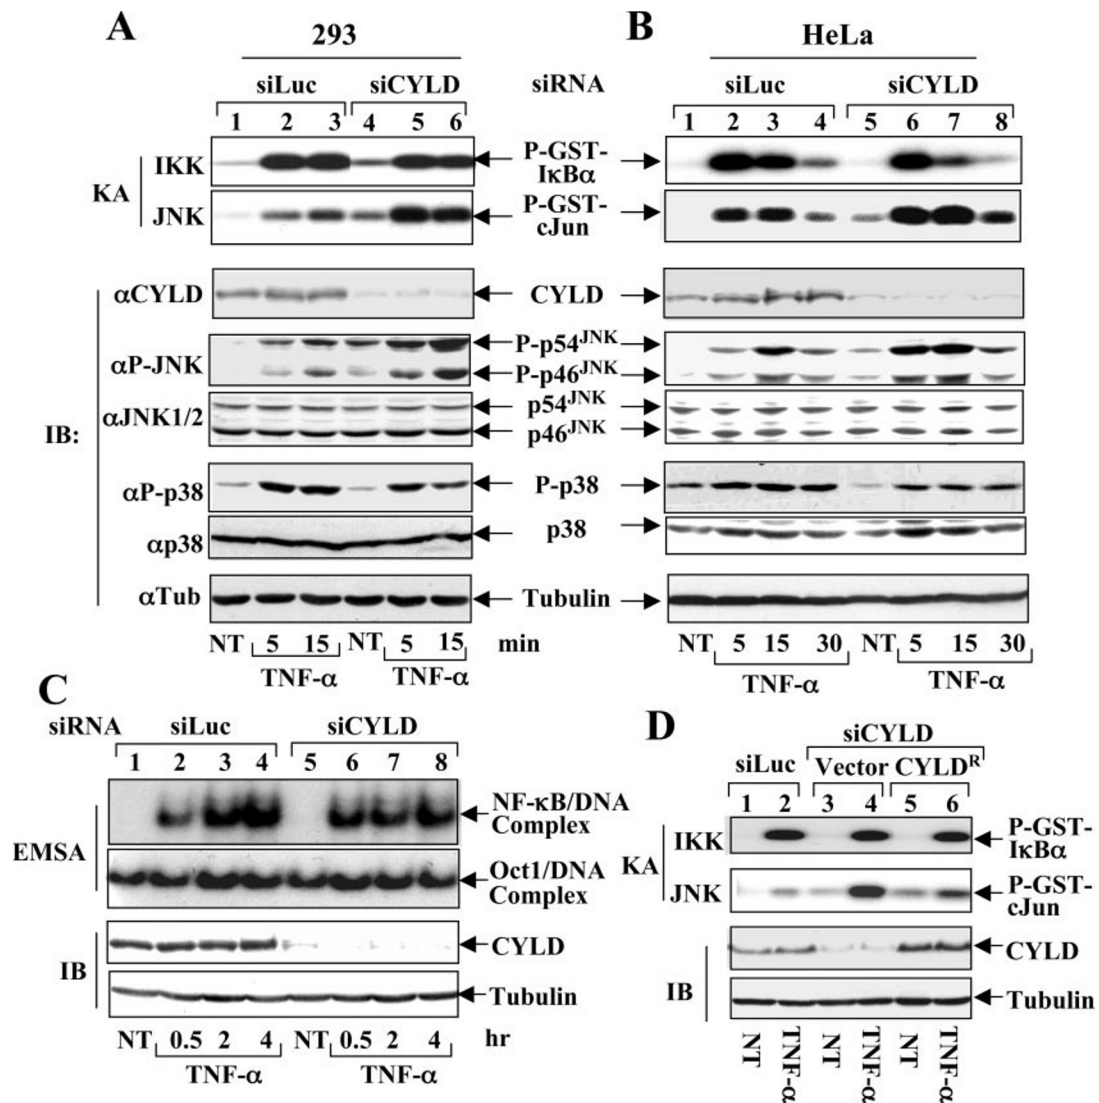 A
293
siLuc siCYLD
1 2 3 4 5 6
KA
IKK
JNK
IB:
αCYLD
αP-JNK
αJNK1/2
αP-p38
αp38
αTub
NT 5 15 NT 5 15 min
TNF-α TNF-α
siRNA
P-GST-
IκBα
P-GST-
cJun
CYLD
P-p54JNK
P-p46JNK
p54JNK
p46JNK
P-p38
p38
Tubulin
B
HeLa
siLuc siCYLD
1 2 3 4 5 6 7 8
NT 5 15 30 NT 5 15 30
TNF-α TNF-α
C
siRNA siLuc siCYLD
1 2 3 4 5 6 7 8
EMSA
NF-κB/DNA
Complex
Oct1/DNA
Complex
IB
CYLD
Tubulin
NT 0.5 2 4 NT 0.5 2 4 hr
TNF-α TNF-α
D
siCYLD
siLuc Vector CYLDR
1 2 3 4 5 6
KA
IKK
P-GST-
IκBα
JNK
P-GST-
cJun
IB
CYLD
Tubulin
NT TNF-α NT TNF-α NT TNF-α